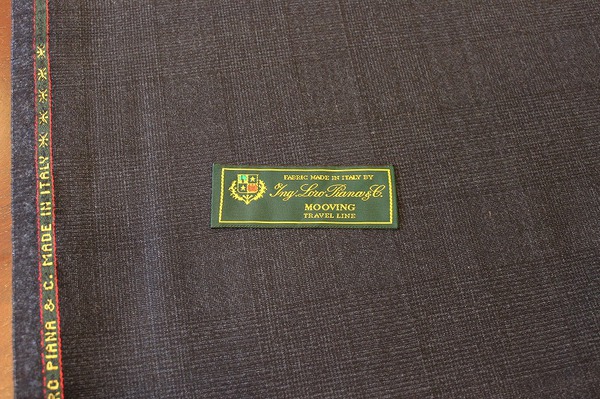 FABRIC MADE IN ITALY BY
Ing. Loro Piana & C.
MOOVING
TRAVEL LINE
RO PIANA & C. MADE IN ITALY